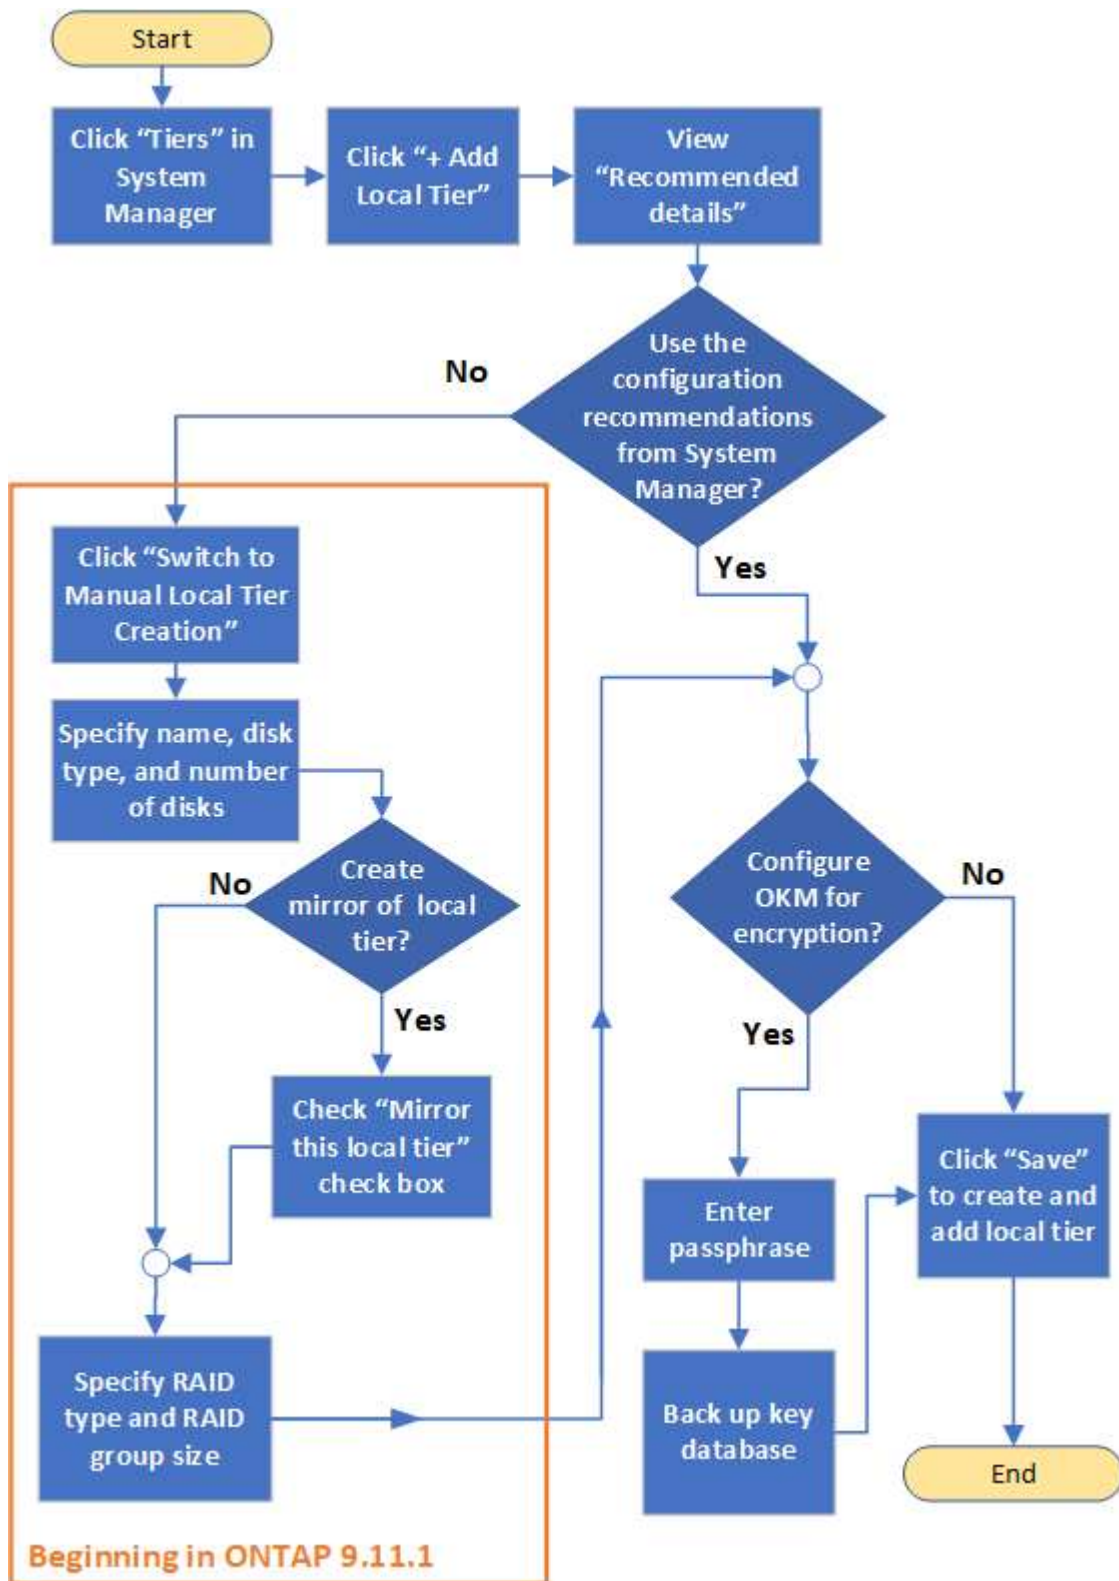 Start
Click “Tiers” in
System
Manager
Click “+ Add
Local Tier”
View
“Recommended
details”
Use the
configuration
recommendations
from System
Manager?
No
Yes
Click “Switch to
Manual Local Tier
Creation”
Specify name, disk
type, and number
of disks
Create
mirror of local
tier?
No
Yes
Check “Mirror
this local tier”
check box
Specify RAID
type and RAID
group size
Beginning in ONTAP 9.11.1
Configure
OKM for
encryption?
No
Yes
Enter
passphrase
Back up key
database
Click “Save”
to create and
add local tier
End